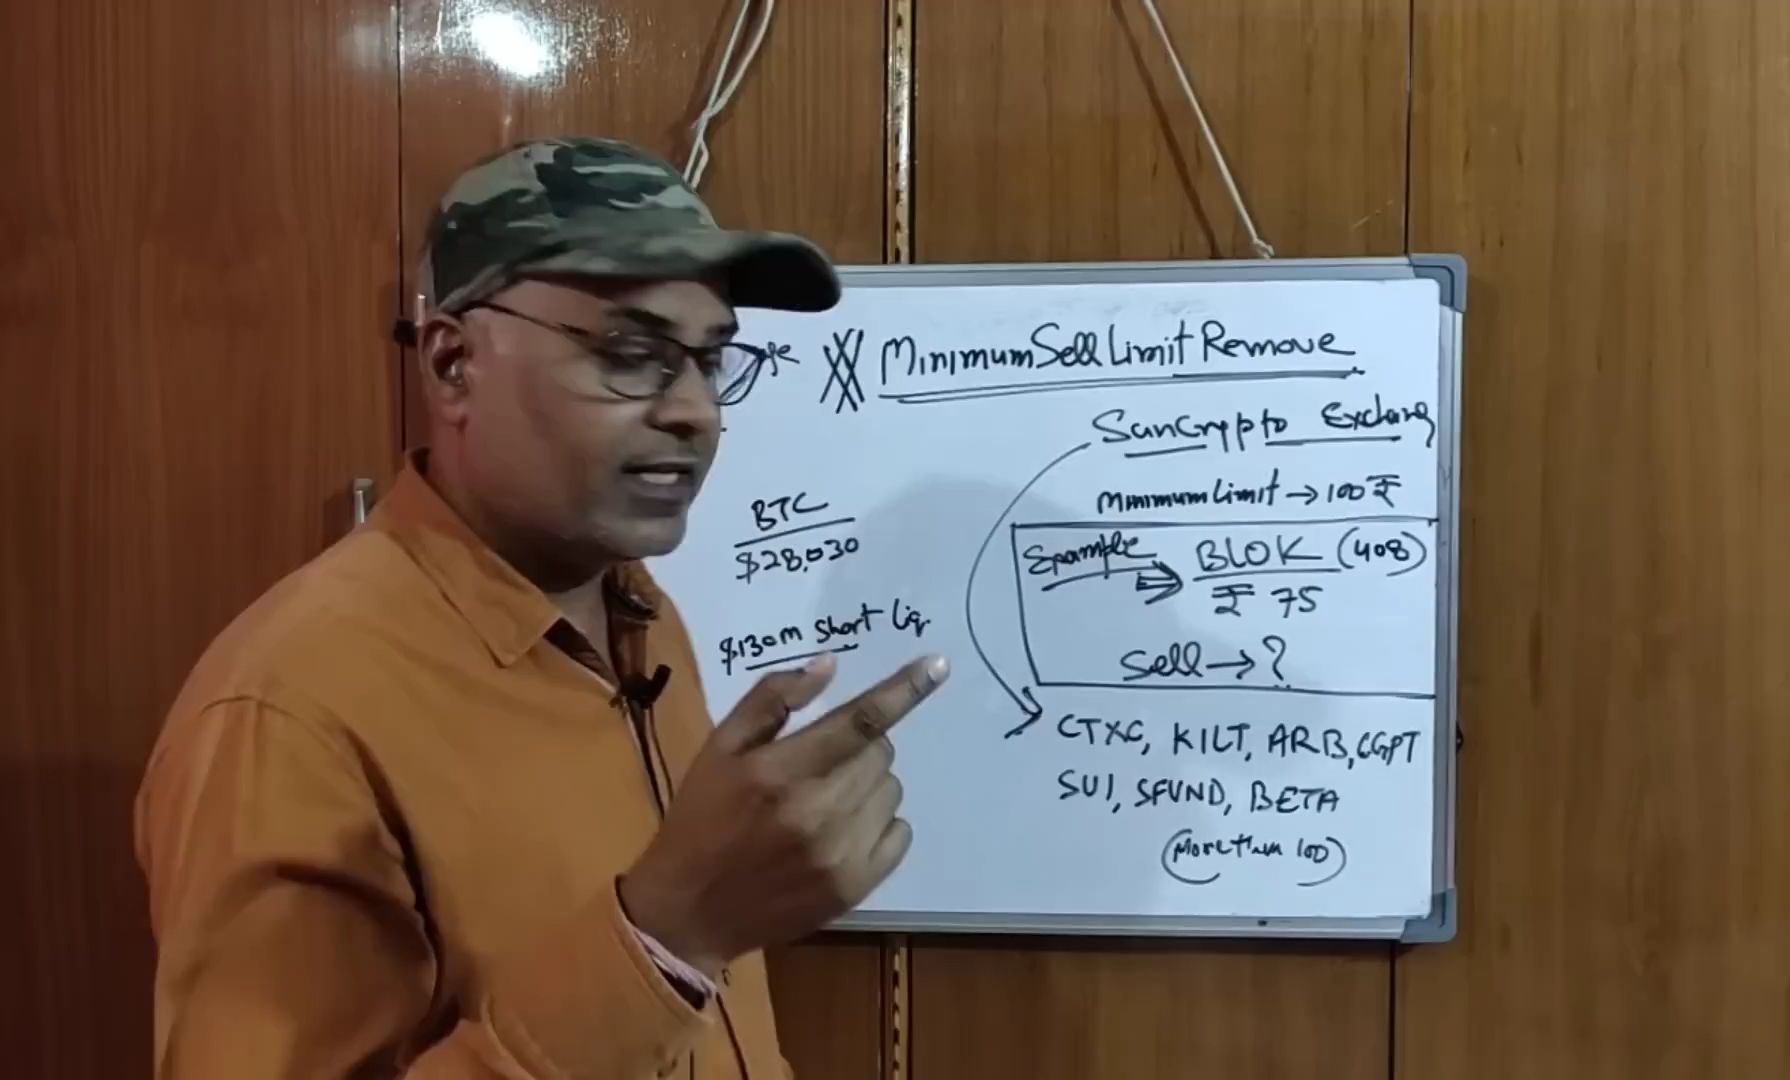 Minimum Sell Limit Remove
SunCrypto Exchang
Minimum limit → 100 ₹
BTC
$28,030
Example → BLOK (408)
₹ 75
$130m short Liq.
Sell → ?
CTXC, KILT, ARB, CGPT
SUI, SFUND, BETA
(More than 100)